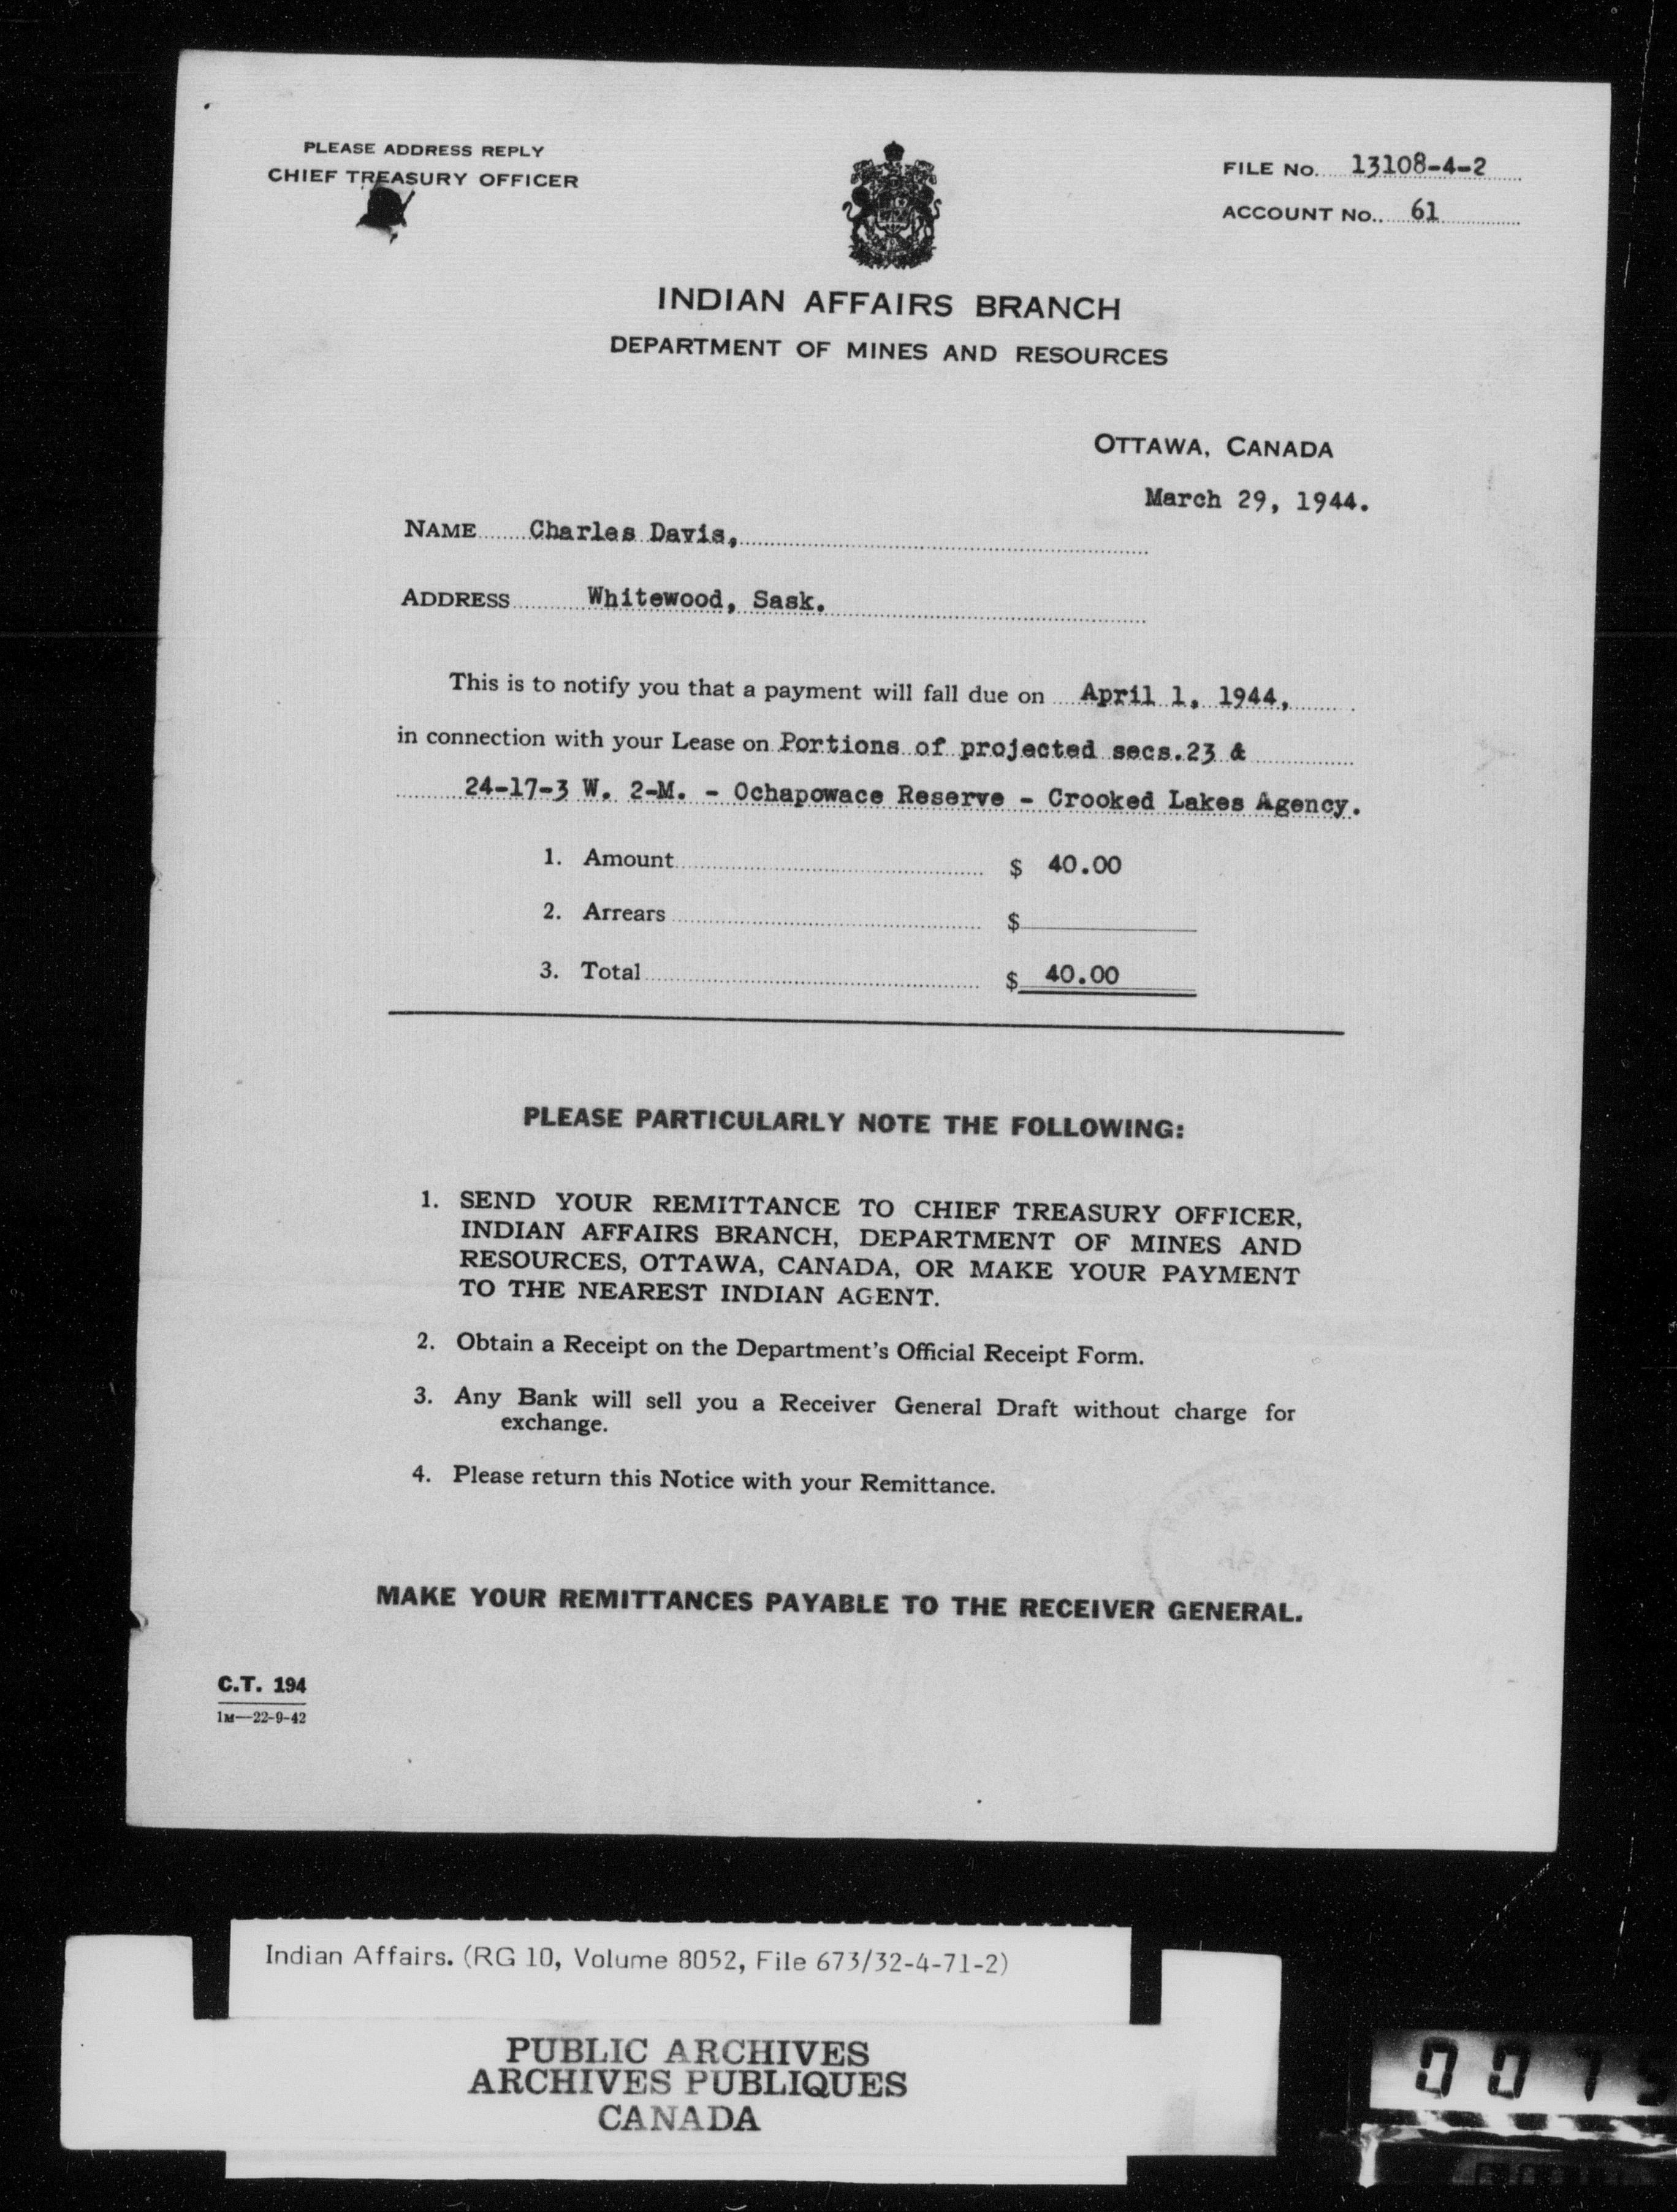 PLEASE ADDRESS REPLY
CHIEF TREASURY OFFICER
FILE No. 13108-4-2
ACCOUNT No. 61
INDIAN AFFAIRS BRANCH
DEPARTMENT OF MINES AND RESOURCES
OTTAWA, CANADA
March 29, 1944.
NAME Charles Davis,
ADDRESS Whitewood, Sask.
This is to notify you that a payment will fall due on April 1, 1944,
in connection with your Lease on Portions of projected secs.23 &
24-17-3 W. 2-M. - Ochapowace Reserve - Crooked Lakes Agency.
1. Amount $ 40.00
2. Arrears $
3. Total $ 40.00
PLEASE PARTICULARLY NOTE THE FOLLOWING:
1. SEND YOUR REMITTANCE TO CHIEF TREASURY OFFICER,
INDIAN AFFAIRS BRANCH, DEPARTMENT OF MINES AND
RESOURCES, OTTAWA, CANADA, OR MAKE YOUR PAYMENT
TO THE NEAREST INDIAN AGENT.
2. Obtain a Receipt on the Department's Official Receipt Form.
3. Any Bank will sell you a Receiver General Draft without charge for
exchange.
4. Please return this Notice with your Remittance.
MAKE YOUR REMITTANCES PAYABLE TO THE RECEIVER GENERAL.
C.T. 194
1M—22-9-42
Indian Affairs. (RG 10, Volume 8052, File 673/32-4-71-2)
PUBLIC ARCHIVES
ARCHIVES PUBLIQUES
CANADA